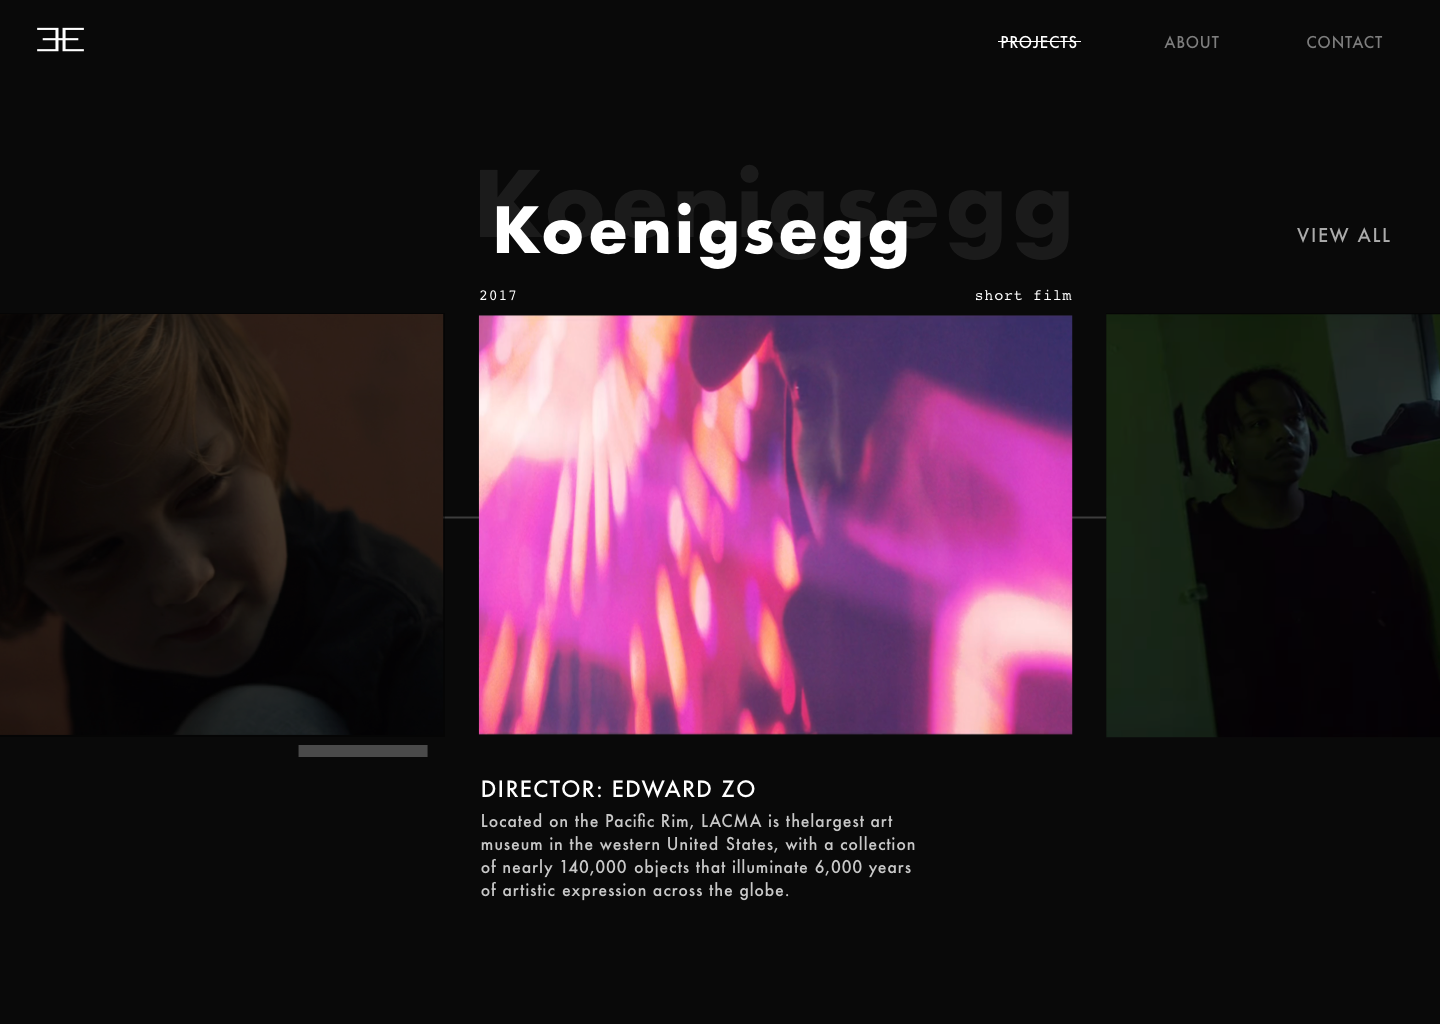 PROJECTS
ABOUT
CONTACT
Koenigsegg
Koenigsegg
VIEW ALL
2017
short film
DIRECTOR: EDWARD ZO
Located on the Pacific Rim, LACMA is thelargest art
museum in the western United States, with a collection
of nearly 140,000 objects that illuminate 6,000 years
of artistic expression across the globe.